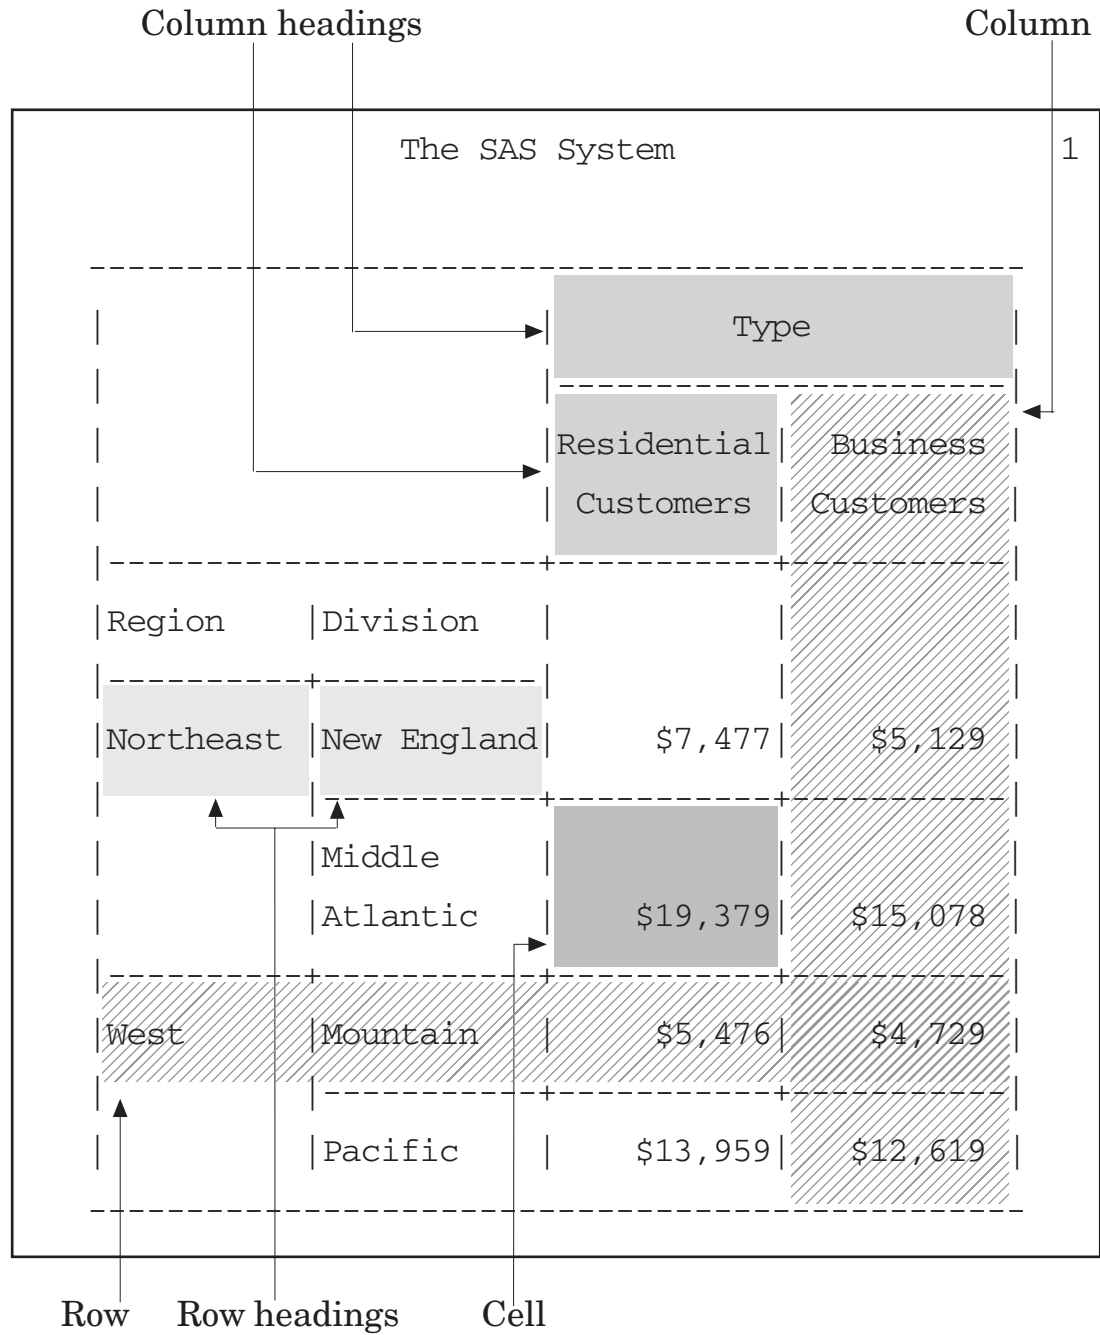 Column headings Column
The SAS System 1
Type
Residential Business
Customers Customers
Region Division
Northeast New England $7,477 $5,129
Middle
Atlantic $19,379 $15,078
West Mountain $5,476 $4,729
Pacific $13,959 $12,619
Row Row headings Cell